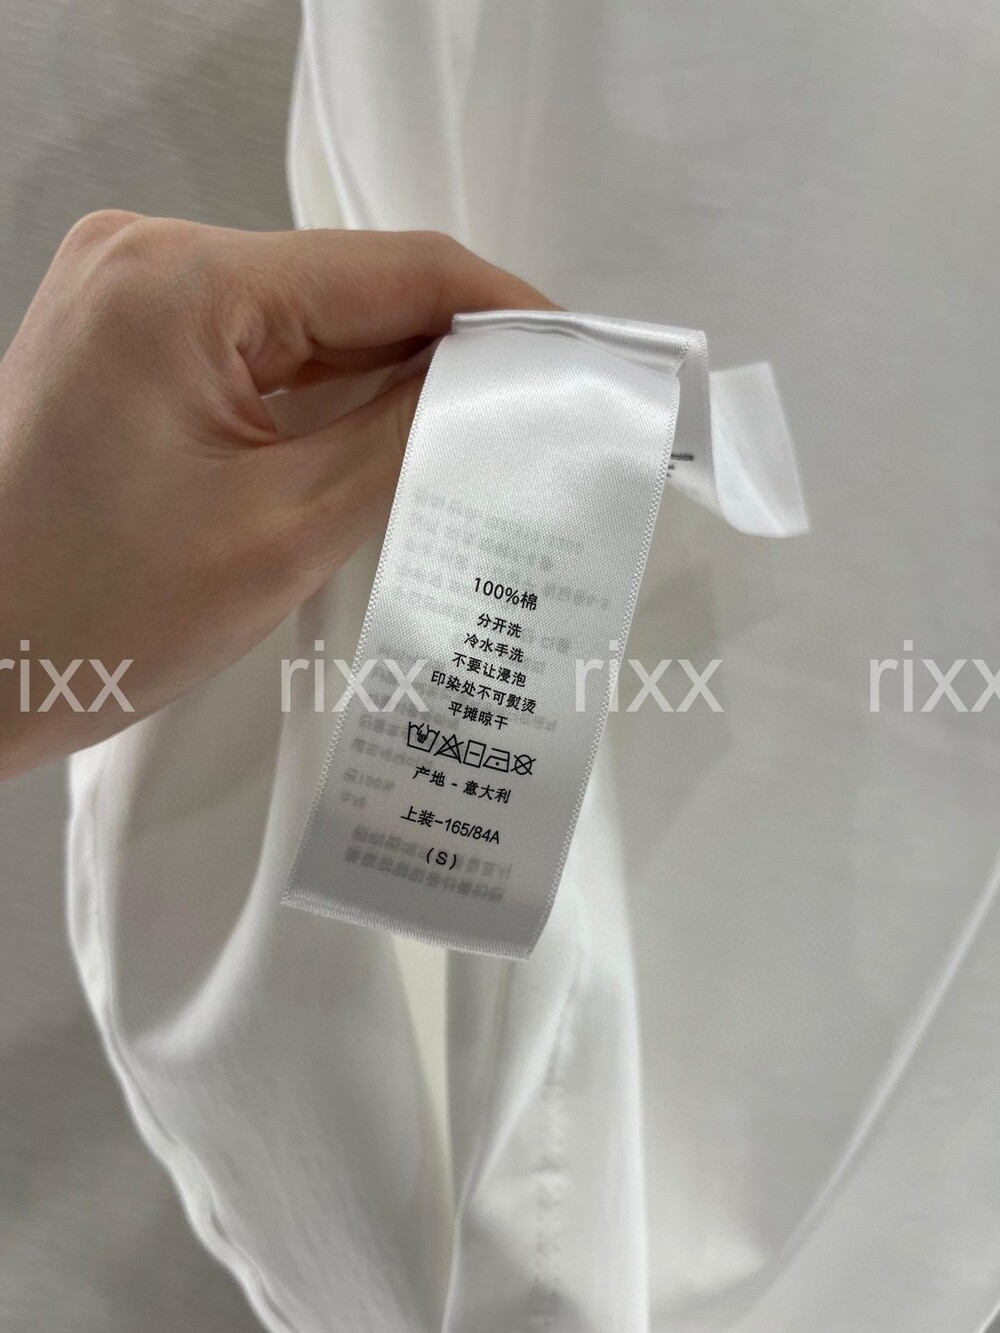 100%棉
分开洗
冷水手洗
不要让浸泡
印染处不可熨烫
平摊晾干
产地 - 意大利
上装-165/84A
(S)
rixx rixx rixx rixx